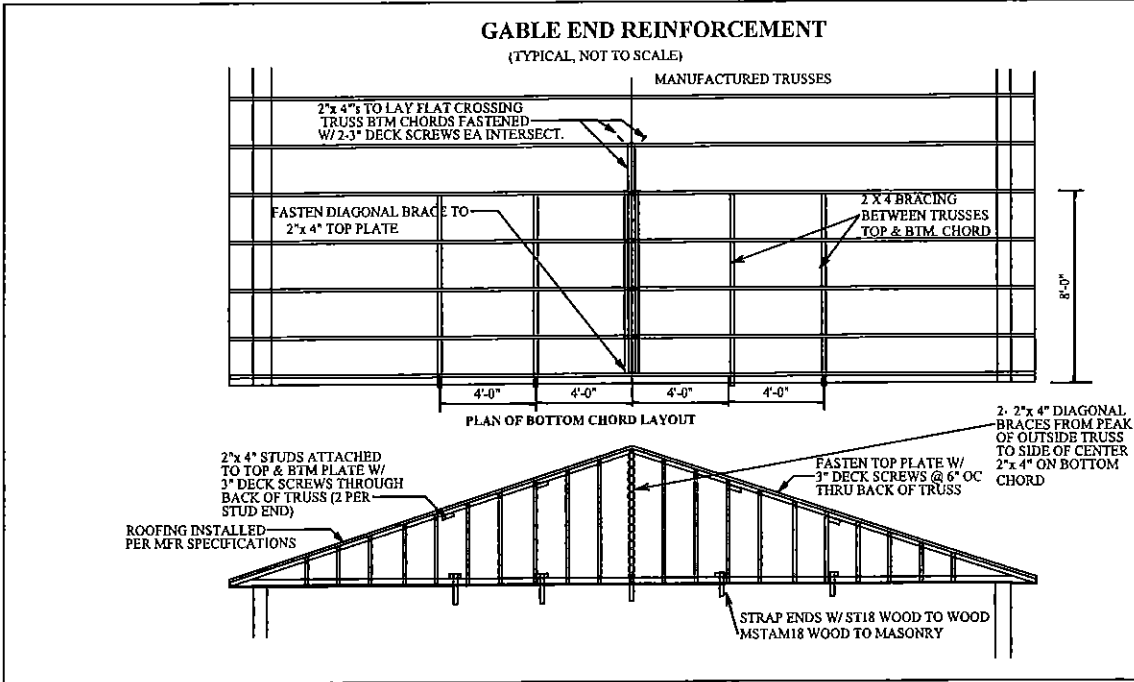 GABLE END REINFORCEMENT
(TYPICAL, NOT TO SCALE)
MANUFACTURED TRUSSES
2"x 4"'s TO LAY FLAT CROSSING
TRUSS BTM CHORDS FASTENED
W/ 2-3" DECK SCREWS EA INTERSECT.
FASTEN DIAGONAL BRACE TO
2"x 4" TOP PLATE
2 X 4 BRACING
BETWEEN TRUSSES
TOP & BTM. CHORD
8'-0"
4'-0"
4'-0"
4'-0"
4'-0"
PLAN OF BOTTOM CHORD LAYOUT
2- 2"x 4" DIAGONAL
BRACES FROM PEAK
OF OUTSIDE TRUSS
TO SIDE OF CENTER
2"x 4" ON BOTTOM
CHORD
2"x 4" STUDS ATTACHED
TO TOP & BTM PLATE W/
3" DECK SCREWS THROUGH
BACK OF TRUSS (2 PER
STUD END)
FASTEN TOP PLATE W/
3" DECK SCREWS @ 6" OC
THRU BACK OF TRUSS
ROOFING INSTALLED
PER MFR SPECIFICATIONS
STRAP ENDS W/ ST18 WOOD TO WOOD
MSTAM18 WOOD TO MASONRY